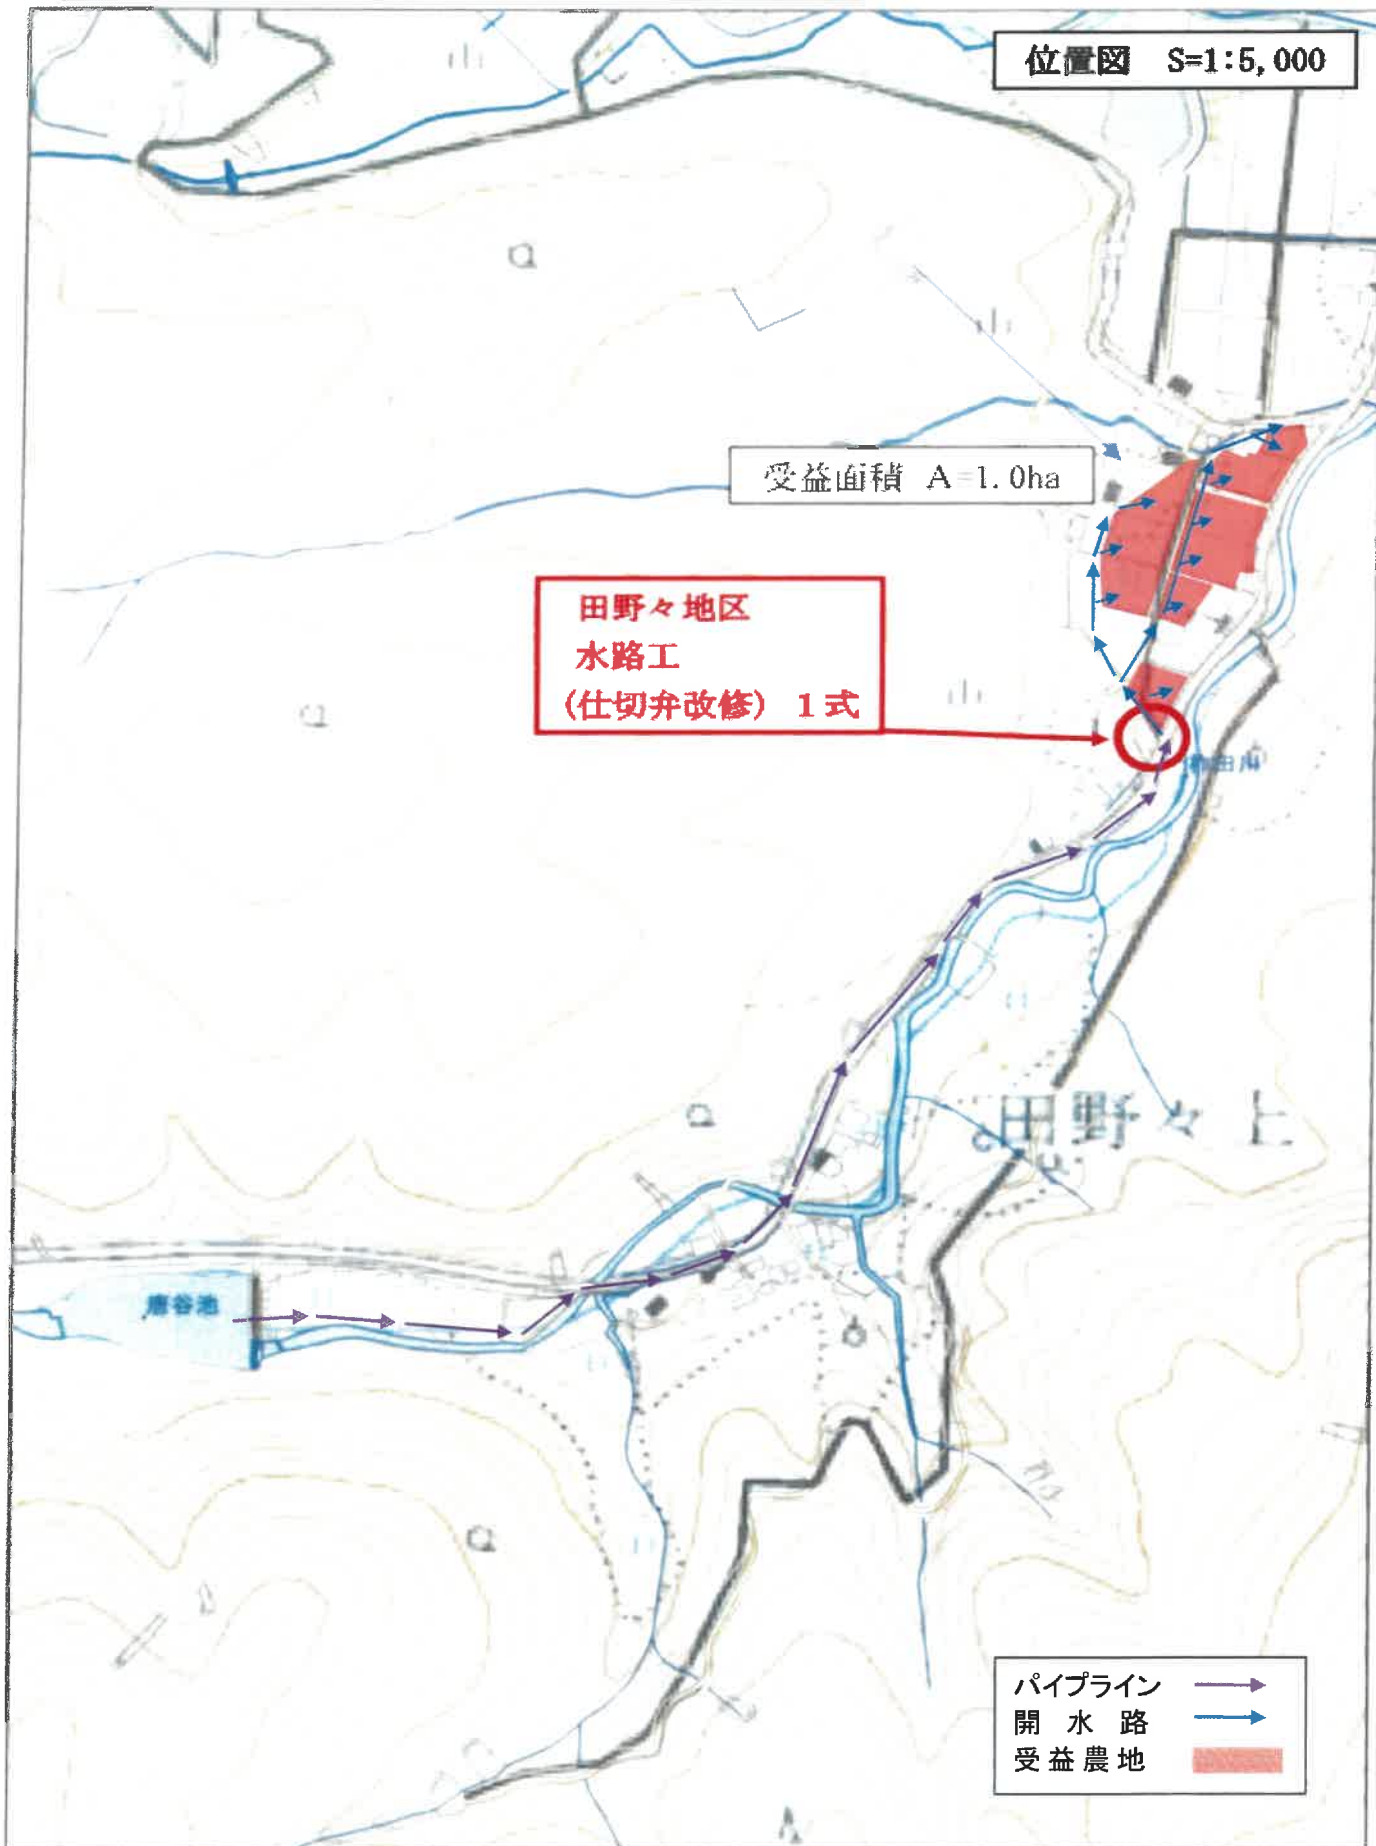 位置図 S=1:5,000
受益面積 A=1.0ha
田野々地区
水路工
(仕切弁改修) 1式
田野々上
唐谷池
パイプライン
開水路
受益農地